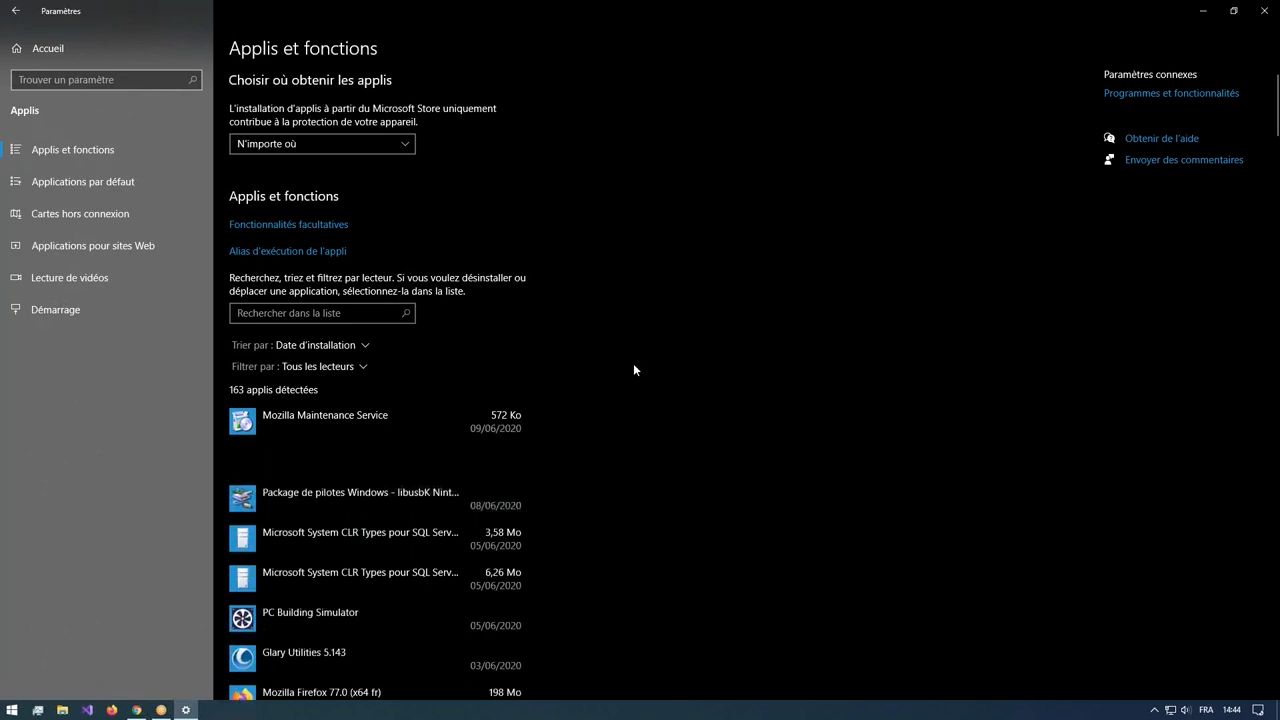 Paramètres
Accueil
Trouver un paramètre
Applis
Applis et fonctions
Applications par défaut
Cartes hors connexion
Applications pour sites Web
Lecture de vidéos
Démarrage
Applis et fonctions
Choisir où obtenir les applis
L'installation d'applis à partir du Microsoft Store uniquement
contribue à la protection de votre appareil.
N'importe où
Applis et fonctions
Fonctionnalités facultatives
Alias d'exécution de l'appli
Recherchez, triez et filtrez par lecteur. Si vous voulez désinstaller ou
déplacer une application, sélectionnez-la dans la liste.
Rechercher dans la liste
Trier par : Date d'installation
Filtrer par : Tous les lecteurs
163 applis détectées
Mozilla Maintenance Service 572 Ko
09/06/2020
Package de pilotes Windows - libusbK Nint...
08/06/2020
Microsoft System CLR Types pour SQL Serv... 3,58 Mo
05/06/2020
Microsoft System CLR Types pour SQL Serv... 6,26 Mo
05/06/2020
PC Building Simulator
05/06/2020
Glary Utilities 5.143
03/06/2020
Mozilla Firefox 77.0 (x64 fr) 198 Mo
Paramètres connexes
Programmes et fonctionnalités
Obtenir de l'aide
Envoyer des commentaires
FRA 14:44